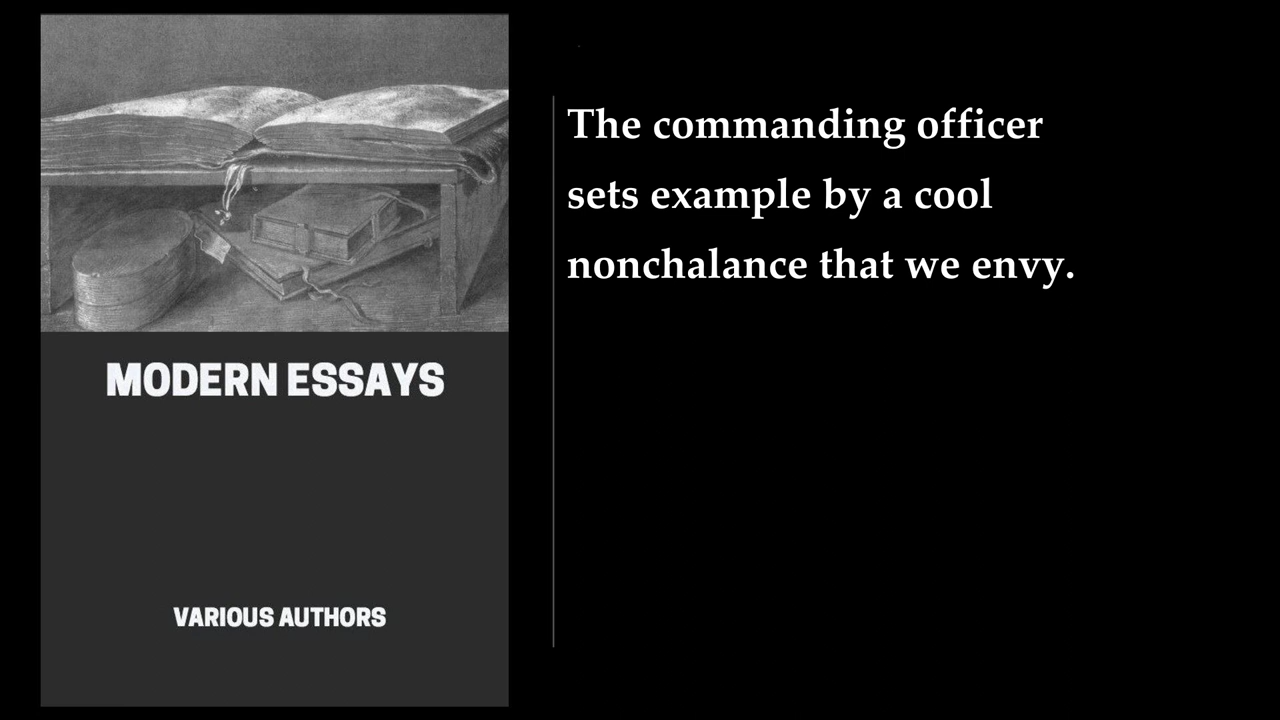 MODERN ESSAYS
VARIOUS AUTHORS
The commanding officer
sets example by a cool
nonchalance that we envy.